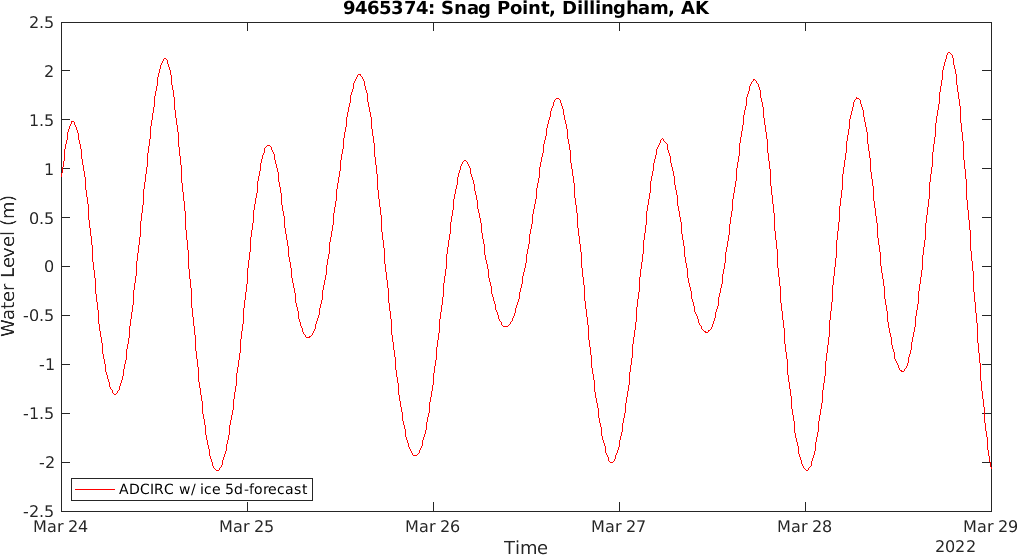 9465374: Snag Point, Dillingham, AK
2.5
2
1.5
1
0.5
0
-0.5
-1
-1.5
-2
-2.5
Water Level (m)
ADCIRC w/ ice 5d-forecast
Mar 24 Mar 25 Mar 26 Mar 27 Mar 28 Mar 29
Time
2022